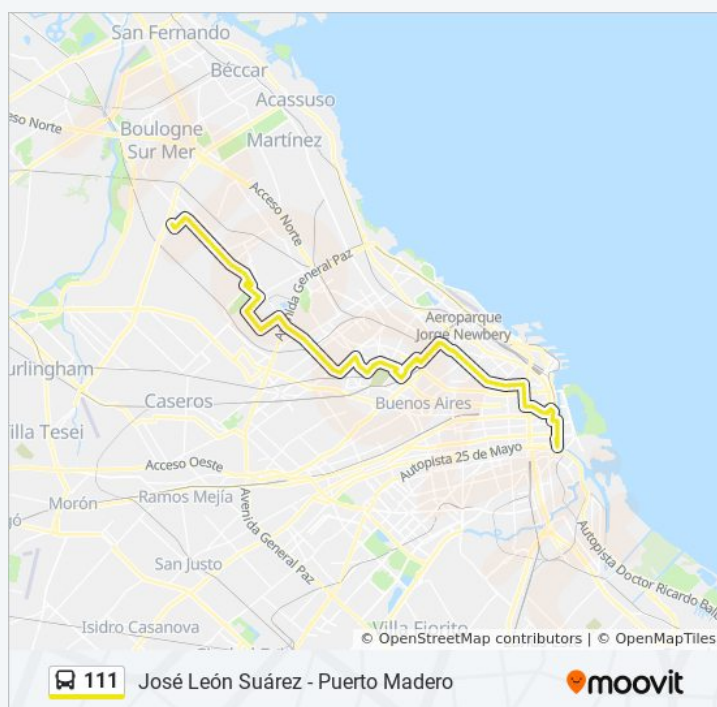 San Fernando
Béccar
Acassuso
eso Norte
Boulogne
Sur Mer
Martínez
Acceso Norte
Avenida General Paz
Aeroparque
Jorge Newbery
urlingham
Caseros
Buenos Aires
Villa Tesei
Acceso Oeste
Autopista 25 de Mayo
Morón
Ramos Mejía
Avenida General Paz
San Justo
Autopista Doctor Ricardo Bal
Isidro Casanova
Villa Fiorito
© OpenStreetMap contributors | © OpenMapTiles
111 José León Suárez - Puerto Madero
moovit